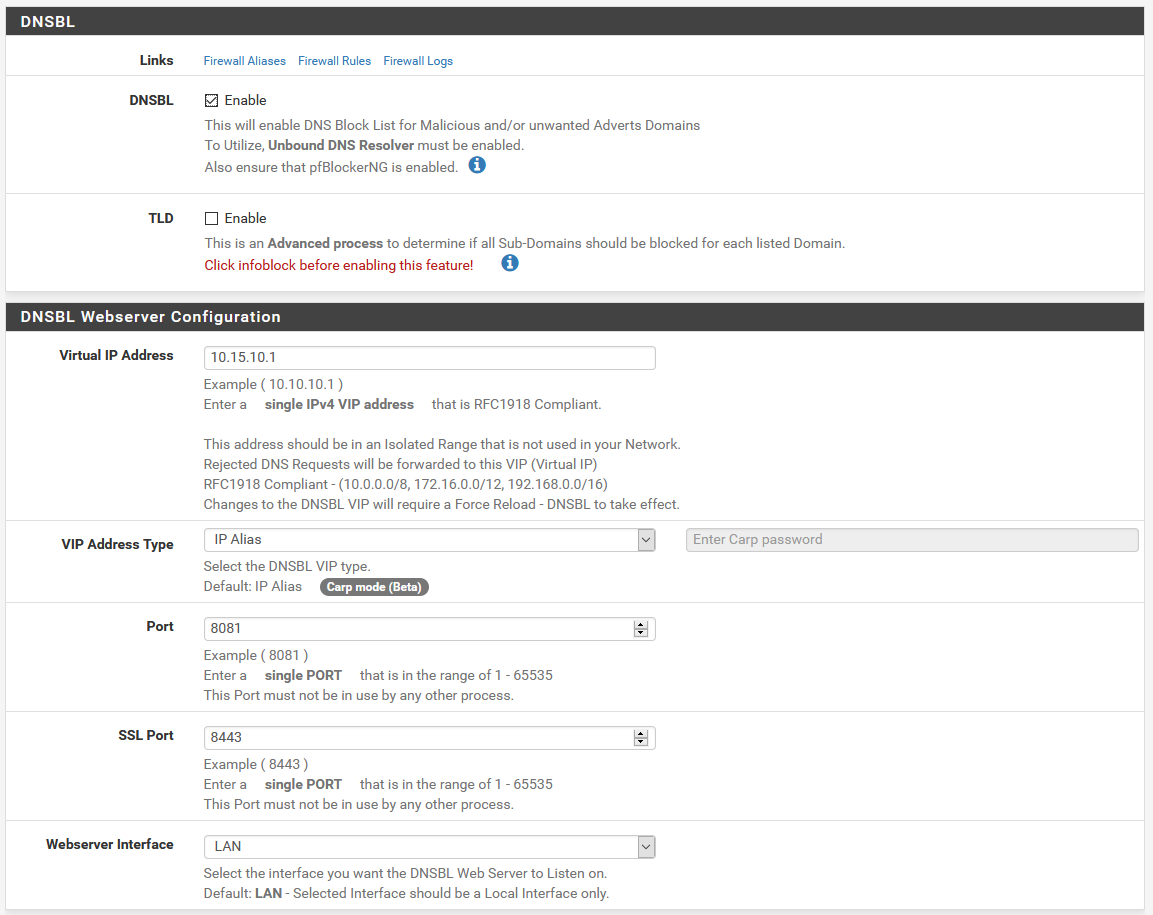 DNSBL
Links Firewall Aliases Firewall Rules Firewall Logs
DNSBL Enable
This will enable DNS Block List for Malicious and/or unwanted Adverts Domains
To Utilize, Unbound DNS Resolver must be enabled.
Also ensure that pfBlockerNG is enabled.
TLD Enable
This is an Advanced process to determine if all Sub-Domains should be blocked for each listed Domain.
Click infoblock before enabling this feature!
DNSBL Webserver Configuration
Virtual IP Address 10.15.10.1
Example ( 10.10.10.1 )
Enter a single IPv4 VIP address that is RFC1918 Compliant.
This address should be in an Isolated Range that is not used in your Network.
Rejected DNS Requests will be forwarded to this VIP (Virtual IP)
RFC1918 Compliant - (10.0.0.0/8, 172.16.0.0/12, 192.168.0.0/16)
Changes to the DNSBL VIP will require a Force Reload - DNSBL to take effect.
VIP Address Type IP Alias Enter Carp password
Select the DNSBL VIP type.
Default: IP Alias Carp mode (Beta)
Port 8081
Example ( 8081 )
Enter a single PORT that is in the range of 1 - 65535
This Port must not be in use by any other process.
SSL Port 8443
Example ( 8443 )
Enter a single PORT that is in the range of 1 - 65535
This Port must not be in use by any other process.
Webserver Interface LAN
Select the interface you want the DNSBL Web Server to Listen on.
Default: LAN - Selected Interface should be a Local Interface only.